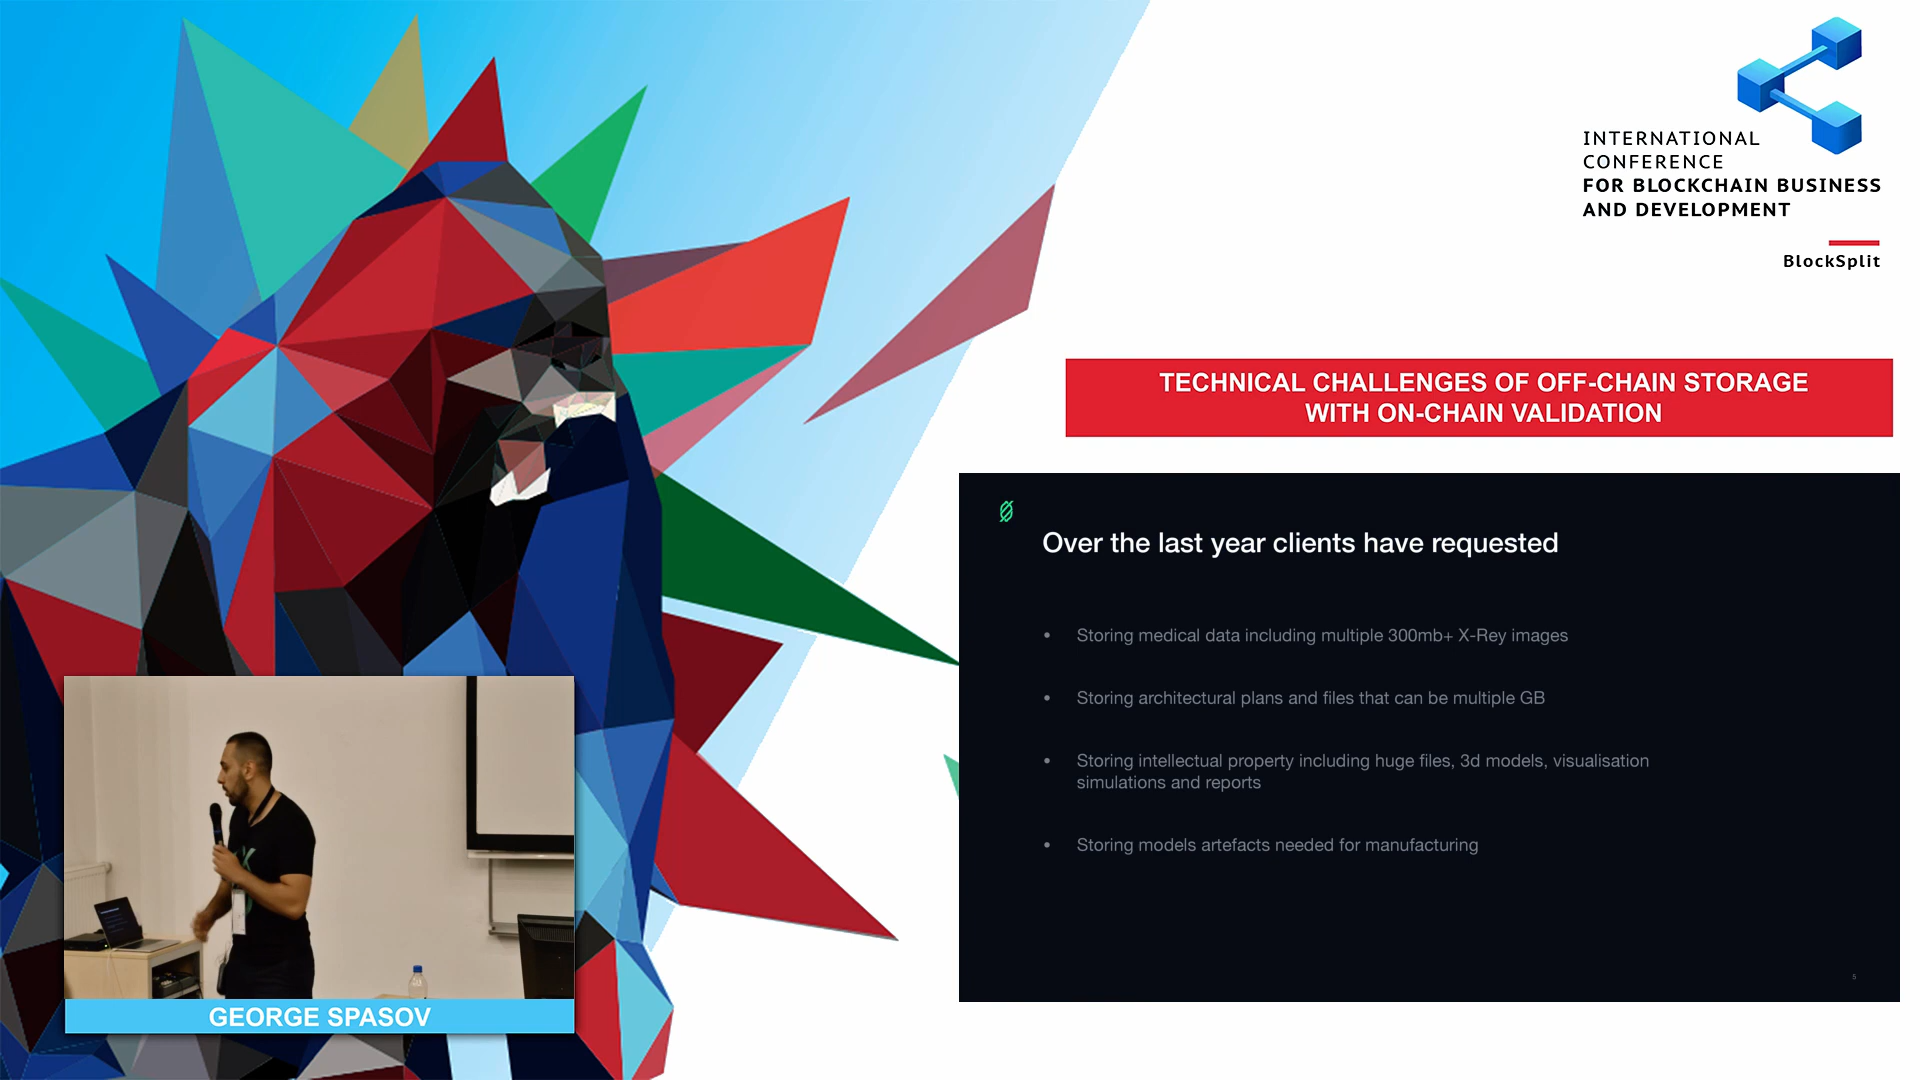 INTERNATIONAL
CONFERENCE
FOR BLOCKCHAIN BUSINESS
AND DEVELOPMENT
BlockSplit
TECHNICAL CHALLENGES OF OFF-CHAIN STORAGE
WITH ON-CHAIN VALIDATION
Over the last year clients have requested
• Storing medical data including multiple 300mb+ X-Rey images
• Storing architectural plans and files that can be multiple GB
• Storing intellectual property including huge files, 3d models, visualisation
simulations and reports
• Storing models artefacts needed for manufacturing
5
GEORGE SPASOV